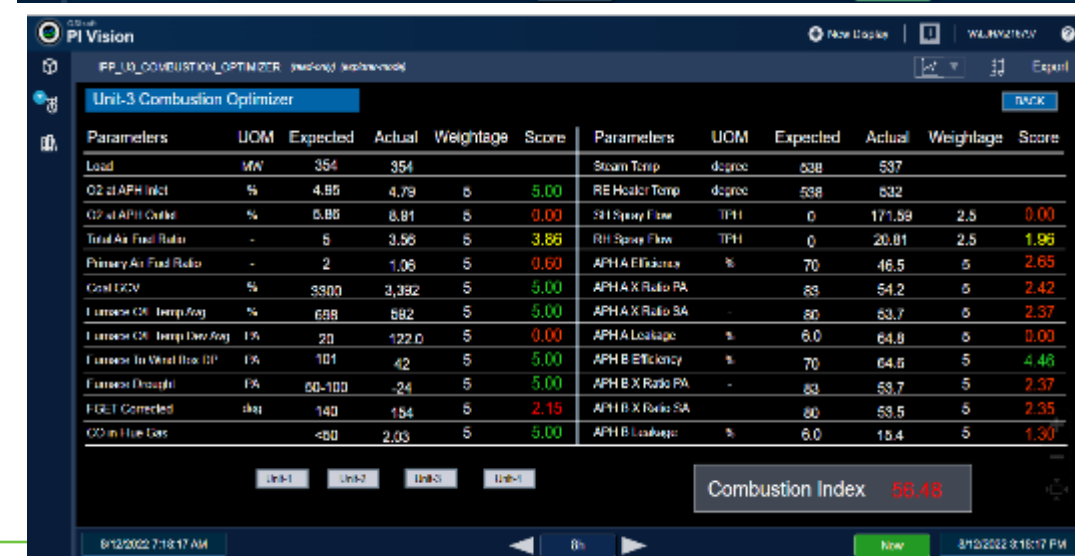 PI Vision New Display
IFP_U3_COMBUSTION_OPTIMIZER (read-only) Export
Unit-3 Combustion Optimizer BACK
Parameters UOM Expected Actual Weightage Score Parameters UOM Expected Actual Weightage Score
Load MW 354 354 Steam Temp degree 538 537
O2 at APH Inlet % 4.95 4.79 5 5.00 RE Heater Temp degree 538 532
O2 at APH Outlet % 5.86 8.81 5 0.00 SH Spray Flow TPH 0 171.59 2.5 0.00
Total Air Fuel Ratio - 5 3.56 5 3.86 RH Spray Flow TPH 0 20.81 2.5 1.96
Primary Air Fuel Ratio - 2 1.06 5 0.60 APH A Efficiency % 70 46.5 5 2.65
Coal GCV % 3300 3,392 5 5.00 APH A X Ratio PA 83 54.2 5 2.42
Furnace O/L Temp Avg % 698 592 5 5.00 APH A X Ratio SA - 80 53.7 5 2.37
Furnace O/L Temp Dev Avg PA 20 122.0 5 0.00 APH A Leakage % 6.0 64.8 5 0.00
Furnace To Wind Box DP PA 101 42 5 5.00 APH B Efficiency % 70 64.6 5 4.46
Furnace Drought PA 60-100 -24 5 5.00 APH B X Ratio PA - 83 53.7 5 2.37
FGET Corrected deg 140 154 5 2.15 APH B X Ratio SA 80 53.5 5 2.35
CO in Flue Gas <50 2.03 5 5.00 APH B Leakage % 6.0 15.4 5 1.30
Unit-1 Unit-2 Unit-3 Unit-4
Combustion Index 56.48
8/12/2022 7:18:17 AM 8h Now 8/12/2022 3:18:17 PM